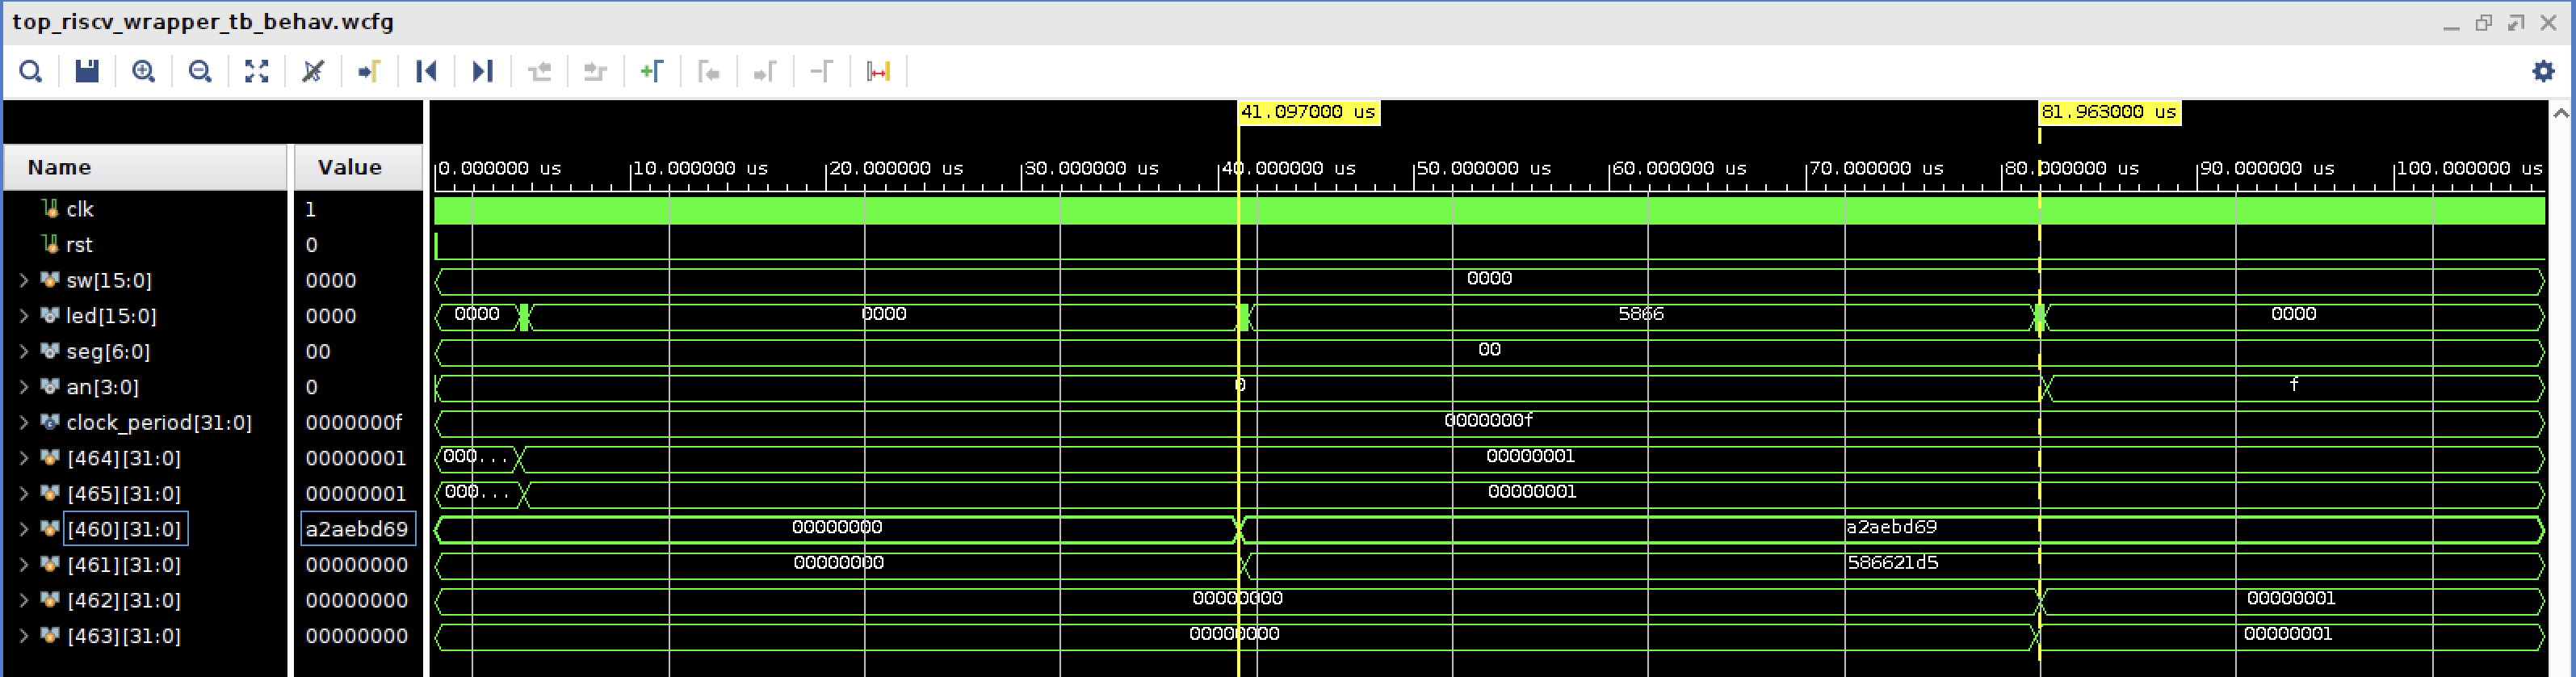 top_riscv_wrapper_tb_behav.wcfg
41.097000 us 81.963000 us
Name Value
0.000000 us 10.000000 us 20.000000 us 30.000000 us 40.000000 us 50.000000 us 60.000000 us 70.000000 us 80.000000 us 90.000000 us 100.000000 us
clk 1
rst 0
sw[15:0] 0000 0000
led[15:0] 0000 0000 0000 5866 0000
seg[6:0] 00 00
an[3:0] 0 0 f
clock_period[31:0] 0000000f 0000000f
[464][31:0] 00000001 000... 00000001
[465][31:0] 00000001 000... 00000001
[460][31:0] a2aebd69 00000000 a2aebd69
[461][31:0] 00000000 00000000 586621d5
[462][31:0] 00000000 00000000 00000001
[463][31:0] 00000000 00000000 00000001